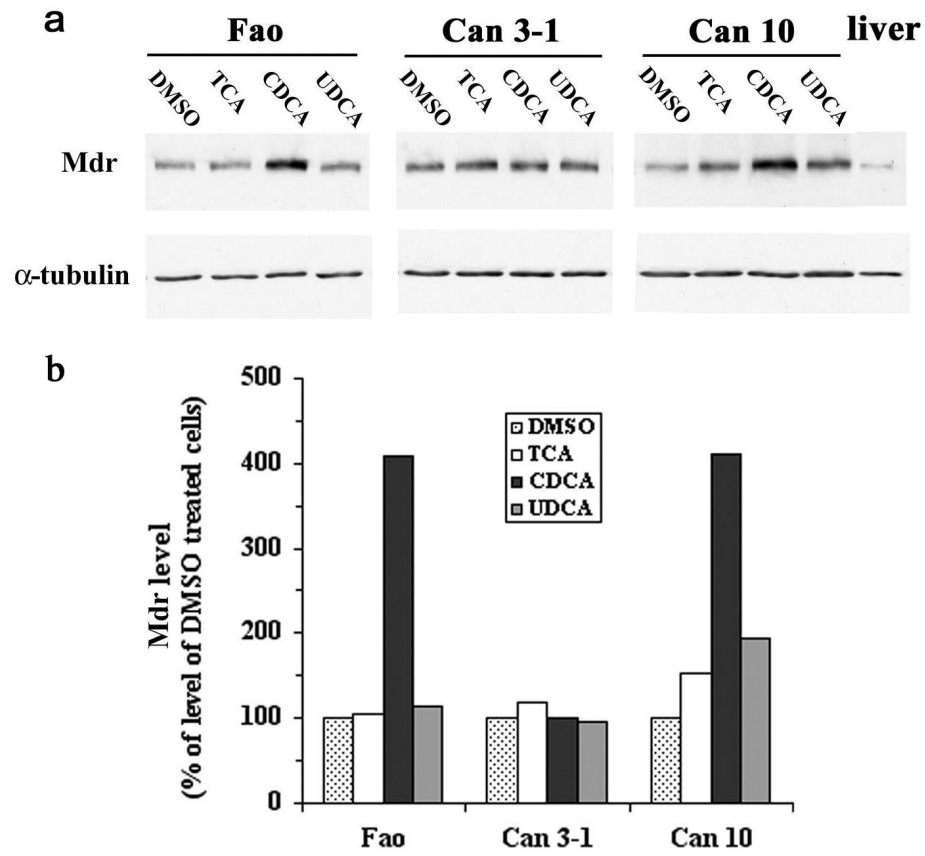 a
Fao Can 3-1 Can 10 liver
DMSO TCA CDCA UDCA DMSO TCA CDCA UDCA DMSO TCA CDCA UDCA
Mdr
α-tubulin
b
Mdr level
(% of level of DMSO treated cells)
500
400
300
200
100
0
DMSO
TCA
CDCA
UDCA
Fao Can 3-1 Can 10